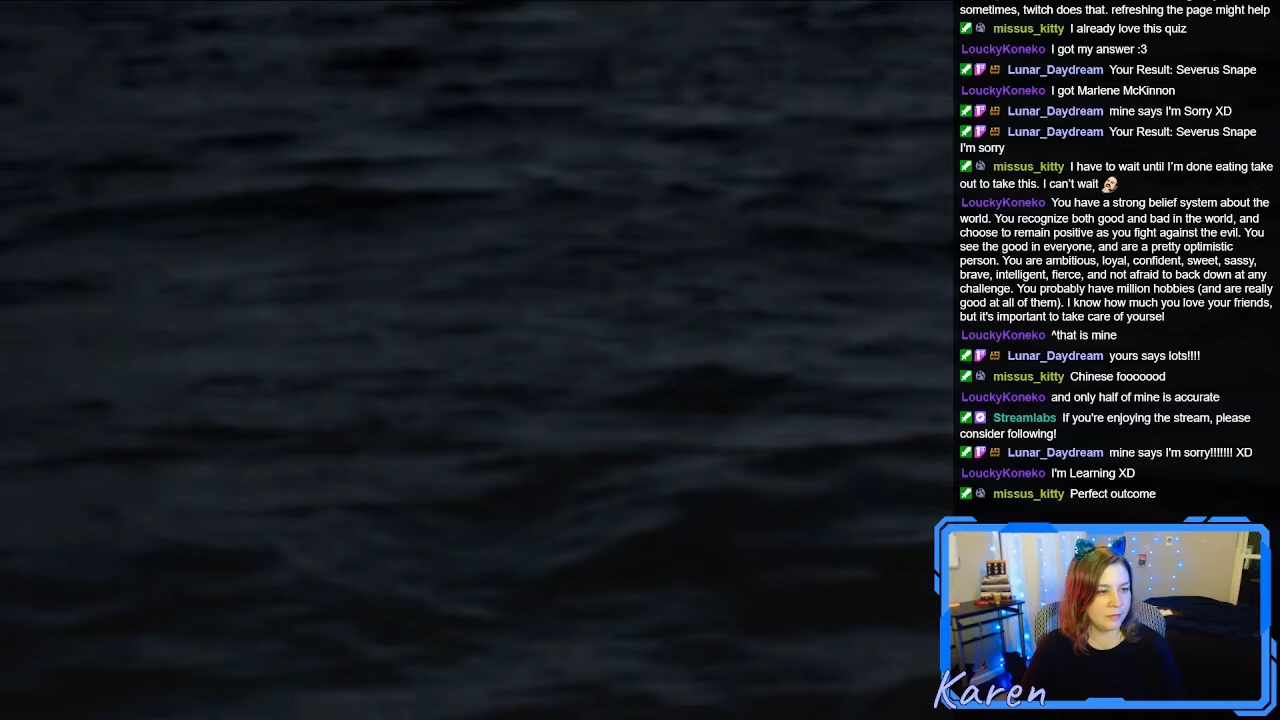 sometimes, twitch does that. refreshing the page might help
missus_kitty I already love this quiz
LouckyKoneko I got my answer :3
Lunar_Daydream Your Result: Severus Snape
LouckyKoneko I got Marlene McKinnon
Lunar_Daydream mine says I'm Sorry XD
Lunar_Daydream Your Result: Severus Snape
I'm sorry
missus_kitty I have to wait until I'm done eating take
out to take this. I can't wait
LouckyKoneko You have a strong belief system about the
world. You recognize both good and bad in the world, and
choose to remain positive as you fight against the evil. You
see the good in everyone, and are a pretty optimistic
person. You are ambitious, loyal, confident, sweet, sassy,
brave, intelligent, fierce, and not afraid to back down at any
challenge. You probably have million hobbies (and are really
good at all of them). I know how much you love your friends,
but it's important to take care of yoursel
LouckyKoneko ^that is mine
Lunar_Daydream yours says lots!!!!
missus_kitty Chinese fooooood
LouckyKoneko and only half of mine is accurate
Streamlabs If you're enjoying the stream, please
consider following!
Lunar_Daydream mine says I'm sorry!!!!!!! XD
LouckyKoneko I'm Learning XD
missus_kitty Perfect outcome
Karen